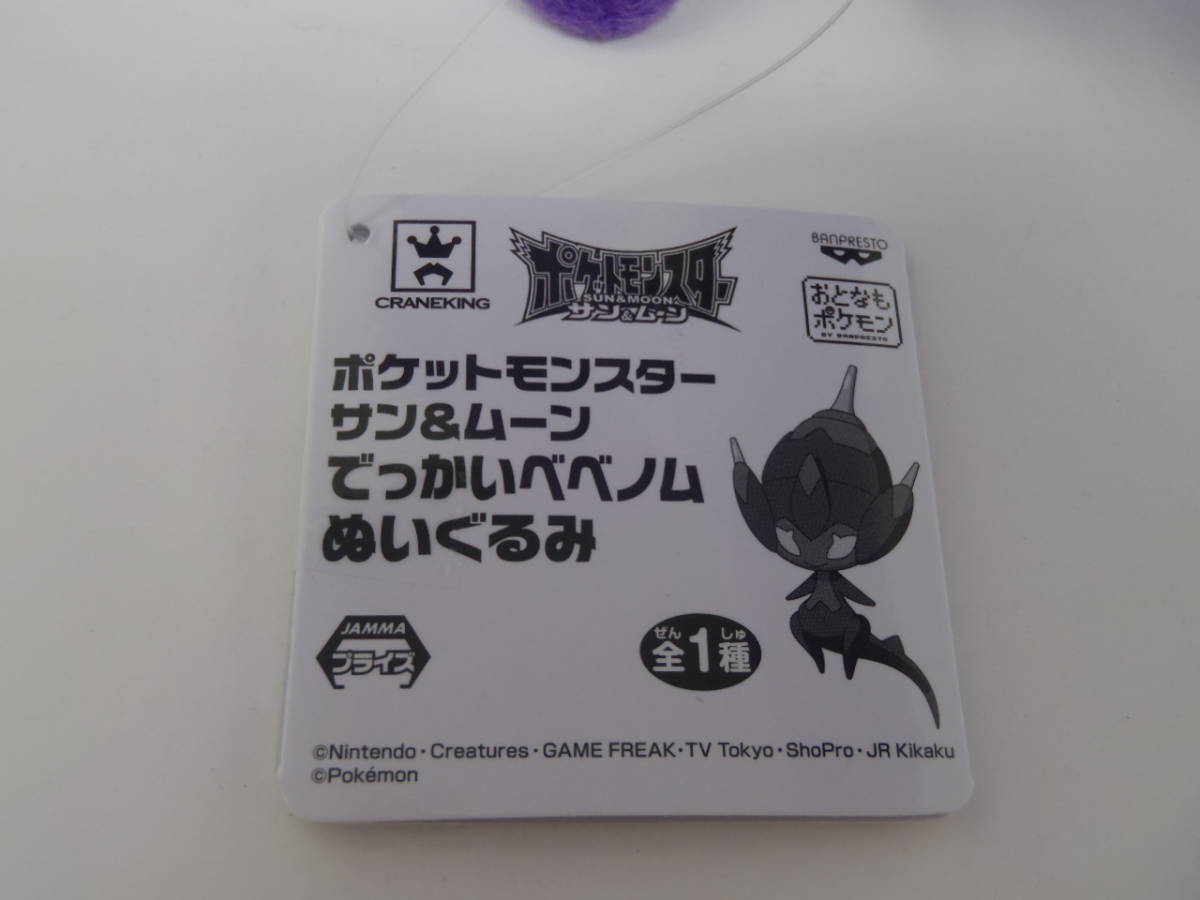 CRANEKING
ポケットモンスター
SUN&MOON
サン&ムーン
BANPRESTO
おとなも
ポケモン
BY BANPRESTO
ポケットモンスター
サン&ムーン
でっかいベベノム
ぬいぐるみ
JAMMA
プライズ
ぜん しゅ
全1種
©Nintendo・Creatures・GAME FREAK・TV Tokyo・ShoPro・JR Kikaku
©Pokémon